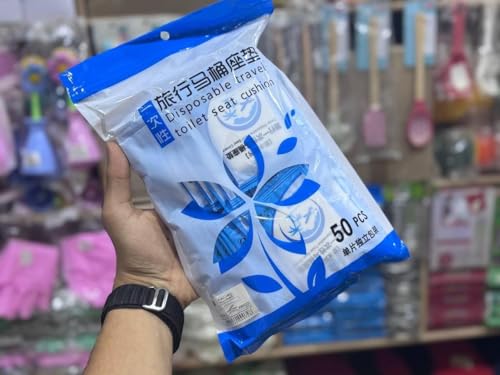 一次性
旅行马桶座垫
Disposable travel
toilet seat cushion
50 PCS
单片独立包装